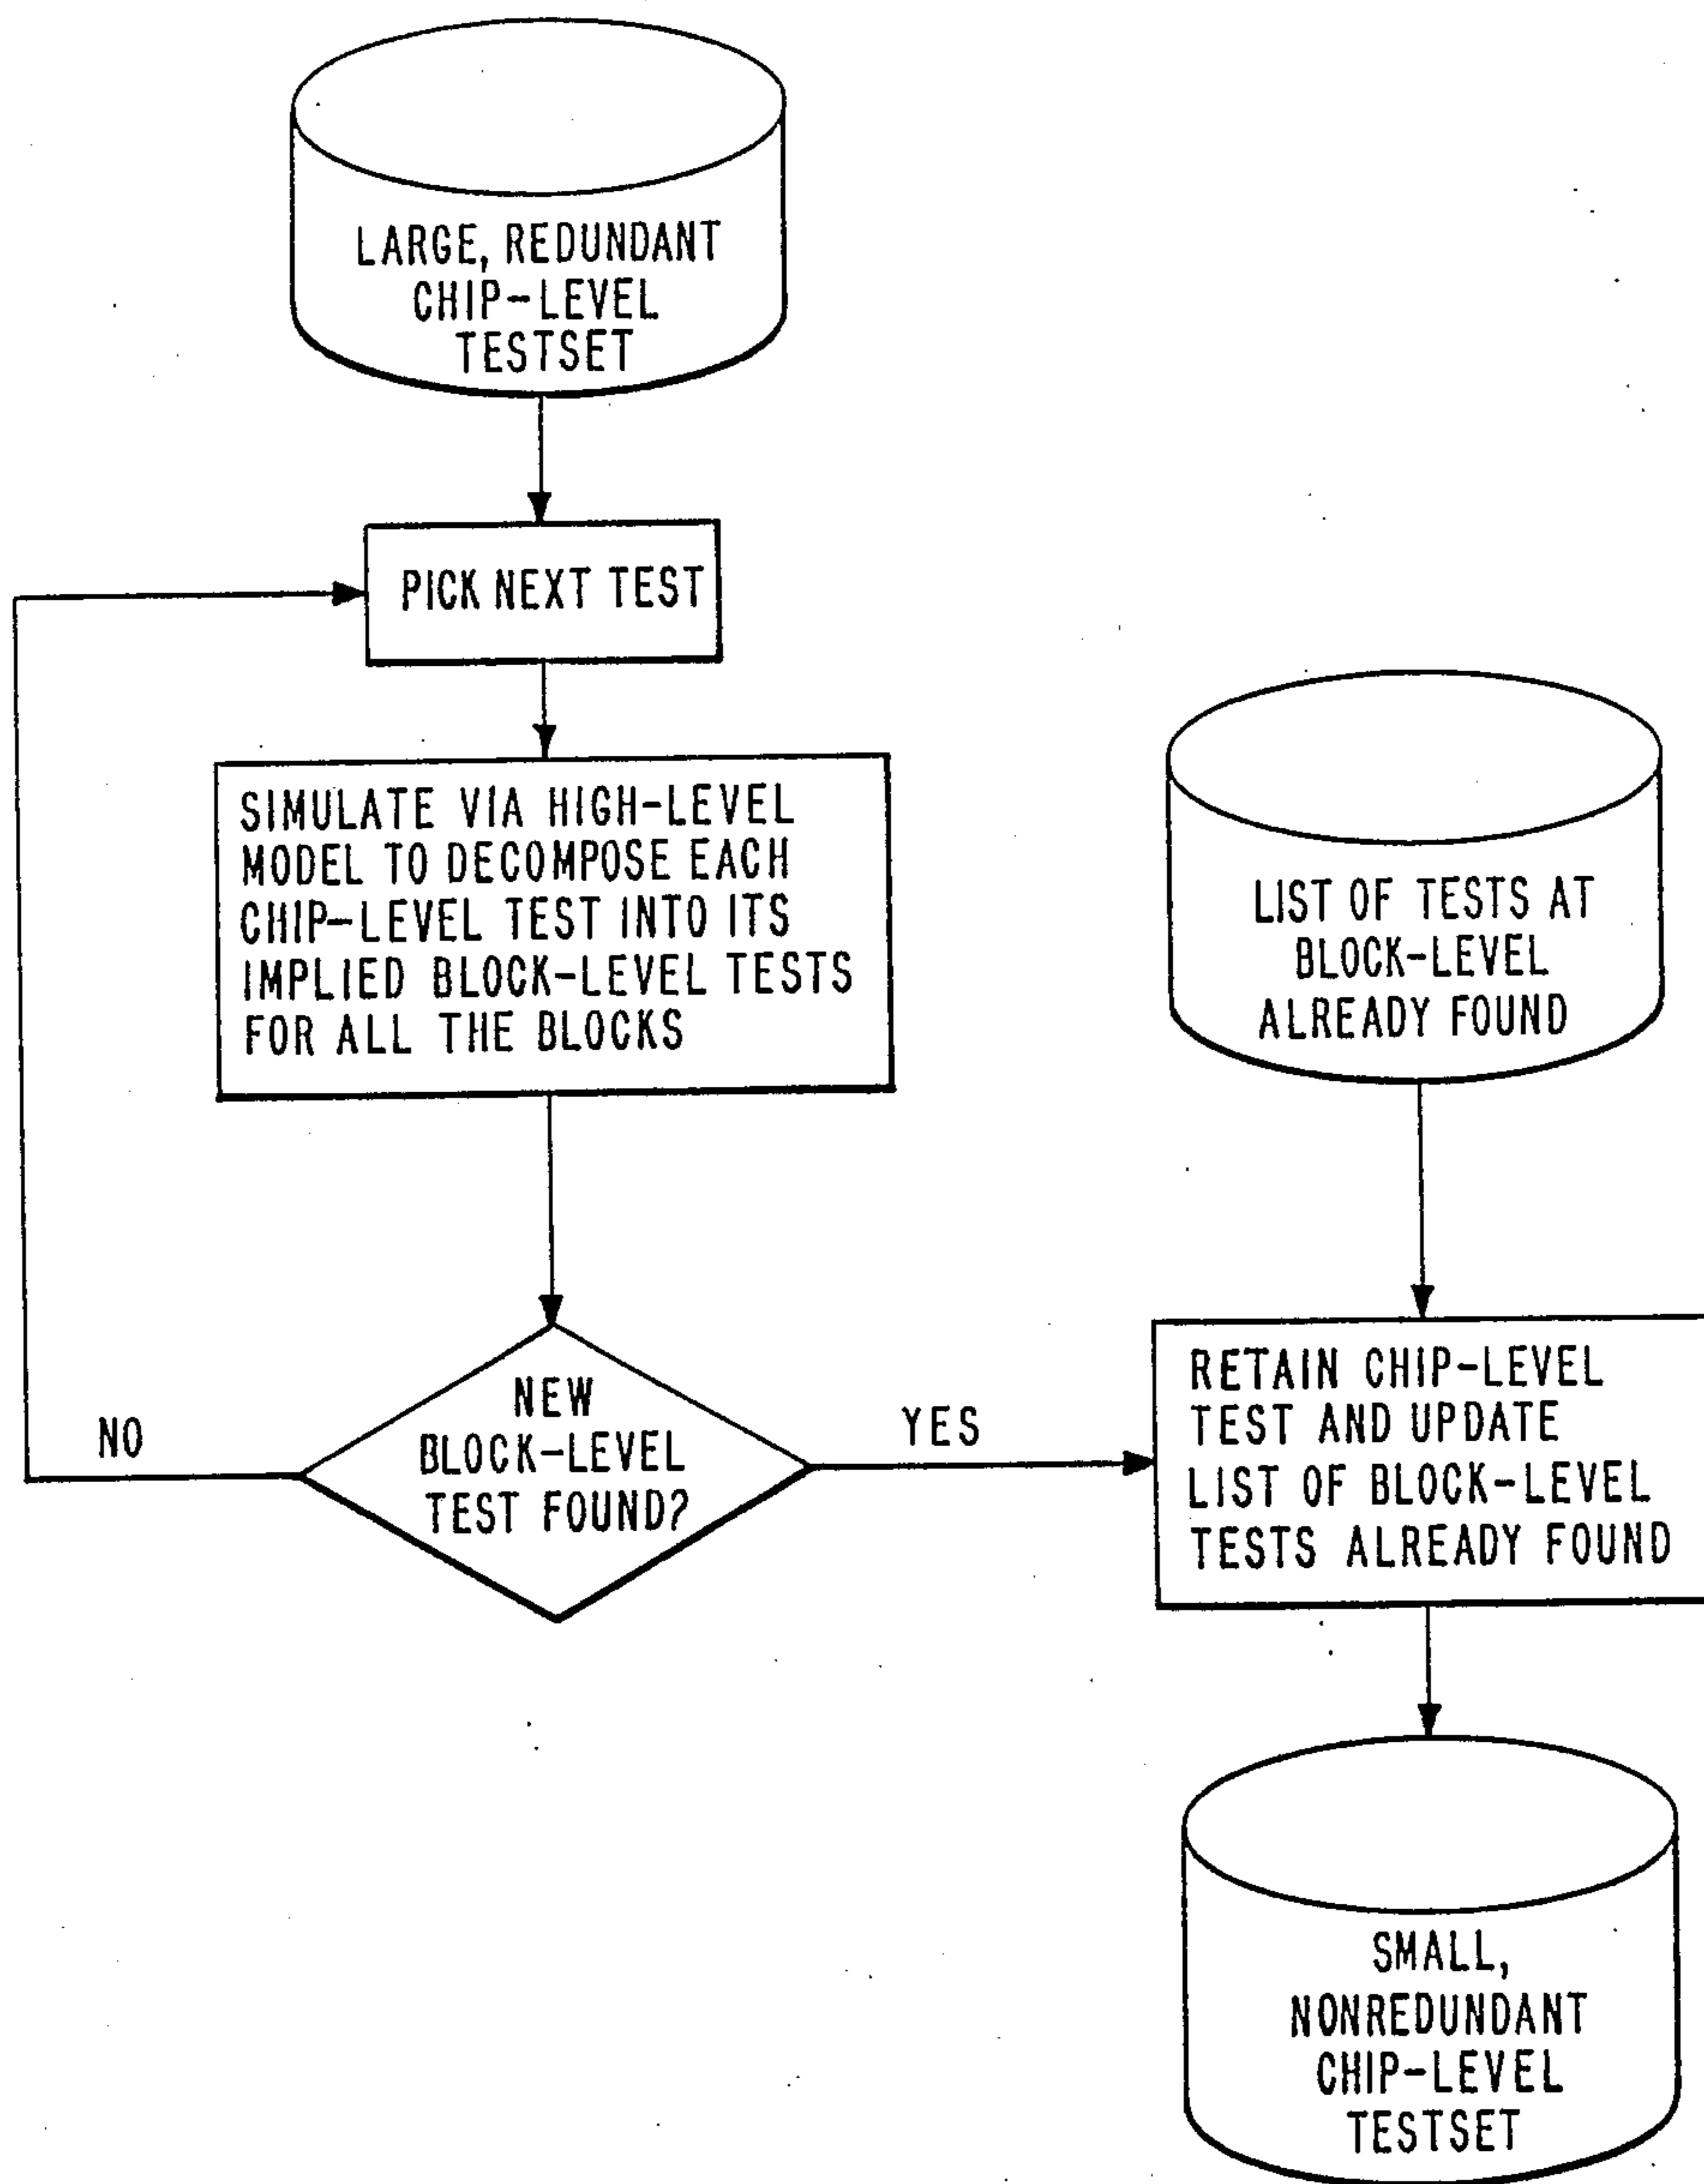 LARGE, REDUNDANT
CHIP-LEVEL
TESTSET
PICK NEXT TEST
SIMULATE VIA HIGH-LEVEL
MODEL TO DECOMPOSE EACH
CHIP-LEVEL TEST INTO ITS
IMPLIED BLOCK-LEVEL TESTS
FOR ALL THE BLOCKS
LIST OF TESTS AT
BLOCK-LEVEL
ALREADY FOUND
NEW
BLOCK-LEVEL
TEST FOUND?
NO
YES
RETAIN CHIP-LEVEL
TEST AND UPDATE
LIST OF BLOCK-LEVEL
TESTS ALREADY FOUND
SMALL,
NONREDUNDANT
CHIP-LEVEL
TESTSET